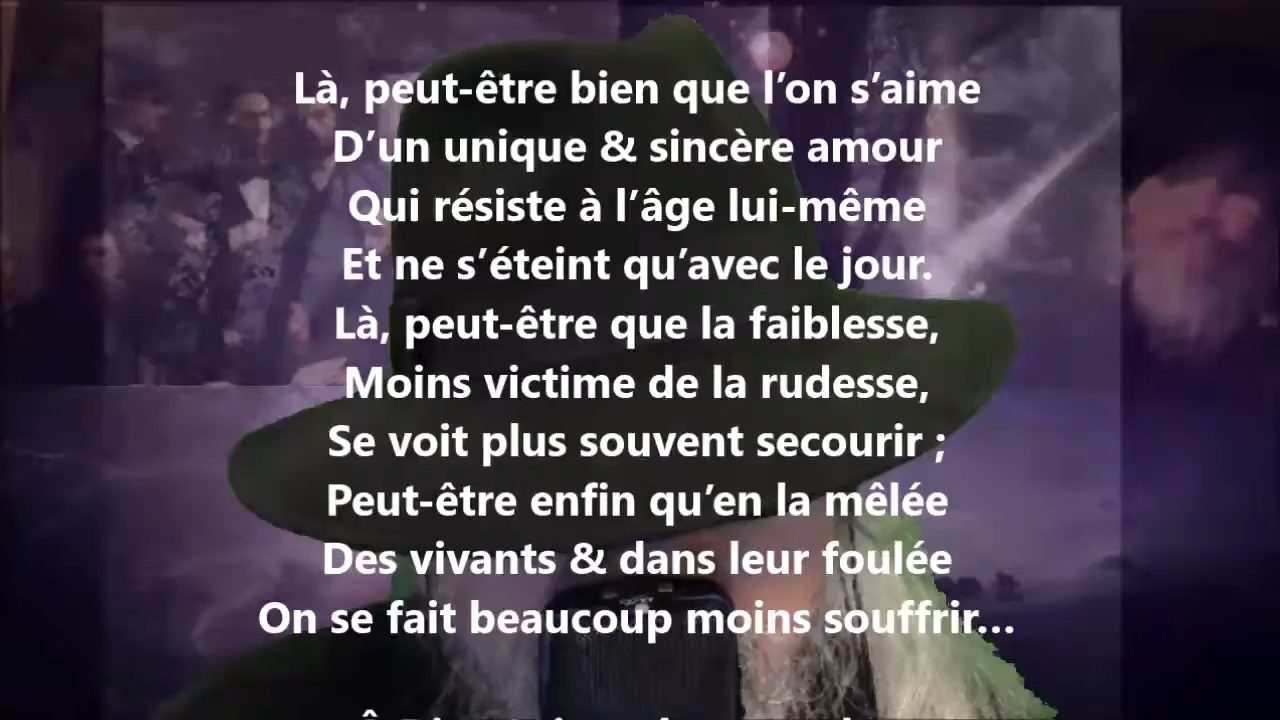 Là, peut-être bien que l’on s’aime
D’un unique & sincère amour
Qui résiste à l’âge lui-même
Et ne s’éteint qu’avec le jour.
Là, peut-être que la faiblesse,
Moins victime de la rudesse,
Se voit plus souvent secourir ;
Peut-être enfin qu’en la mêlée
Des vivants & dans leur foulée
On se fait beaucoup moins souffrir…